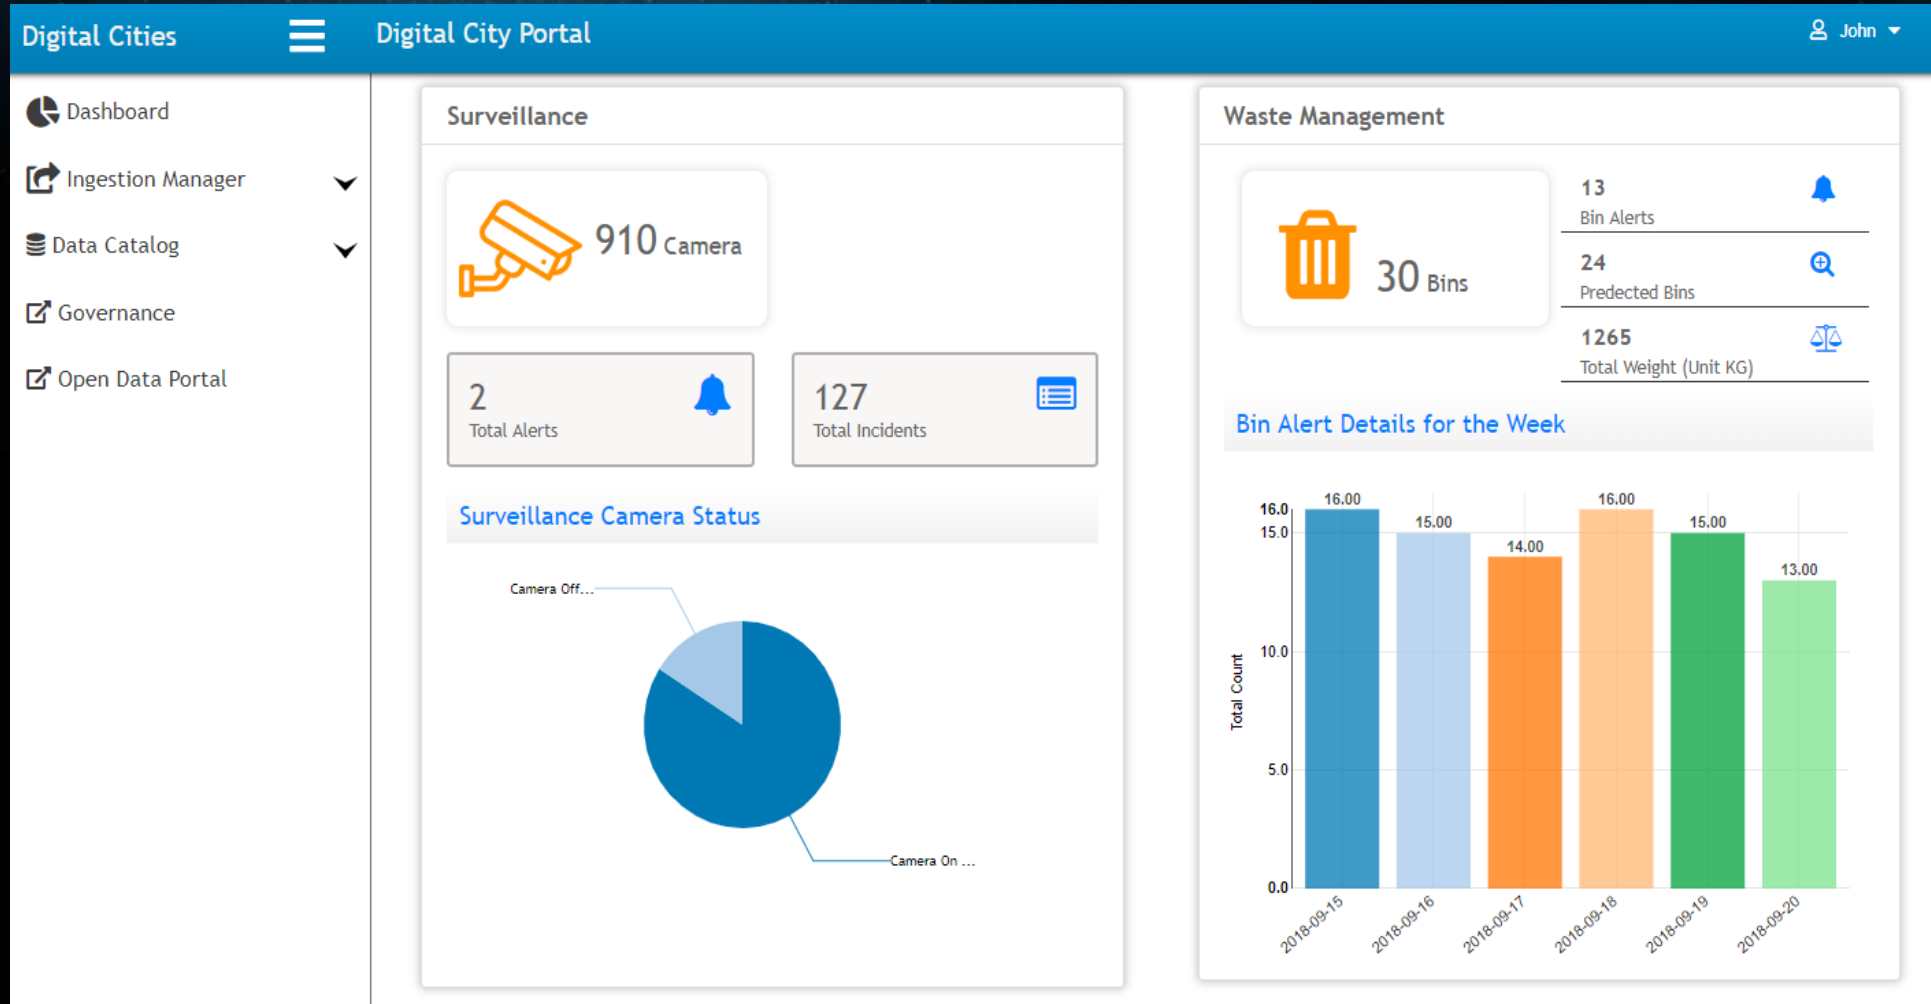 Digital Cities
Digital City Portal
John
Dashboard
Ingestion Manager
Data Catalog
Governance
Open Data Portal
Surveillance
910 Camera
2
Total Alerts
127
Total Incidents
Surveillance Camera Status
Camera Off...
Camera On ...
Waste Management
30 Bins
13
Bin Alerts
24
Predected Bins
1265
Total Weight (Unit KG)
Bin Alert Details for the Week
16.0
15.0
10.0
5.0
0.0
Total Count
16.00
15.00
14.00
16.00
15.00
13.00
2018-09-15
2018-09-16
2018-09-17
2018-09-18
2018-09-19
2018-09-20